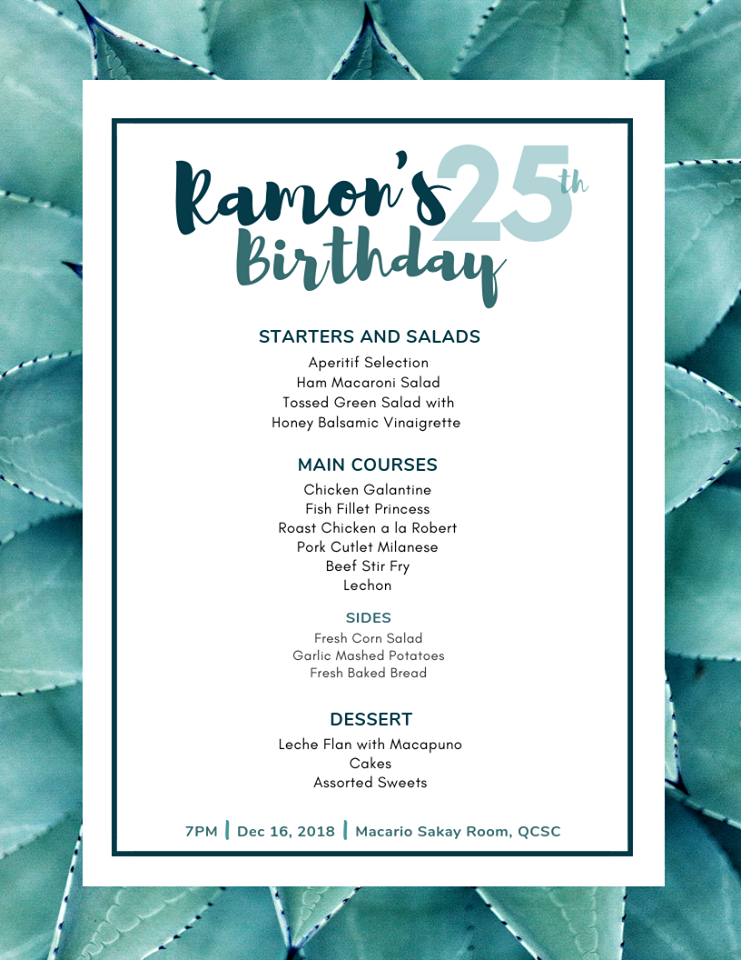 Ramon's 25th
Birthday
STARTERS AND SALADS
Aperitif Selection
Ham Macaroni Salad
Tossed Green Salad with
Honey Balsamic Vinaigrette
MAIN COURSES
Chicken Galantine
Fish Fillet Princess
Roast Chicken a la Robert
Pork Cutlet Milanese
Beef Stir Fry
Lechon
SIDES
Fresh Corn Salad
Garlic Mashed Potatoes
Fresh Baked Bread
DESSERT
Leche Flan with Macapuno
Cakes
Assorted Sweets
7PM | Dec 16, 2018 | Macario Sakay Room, QCSC